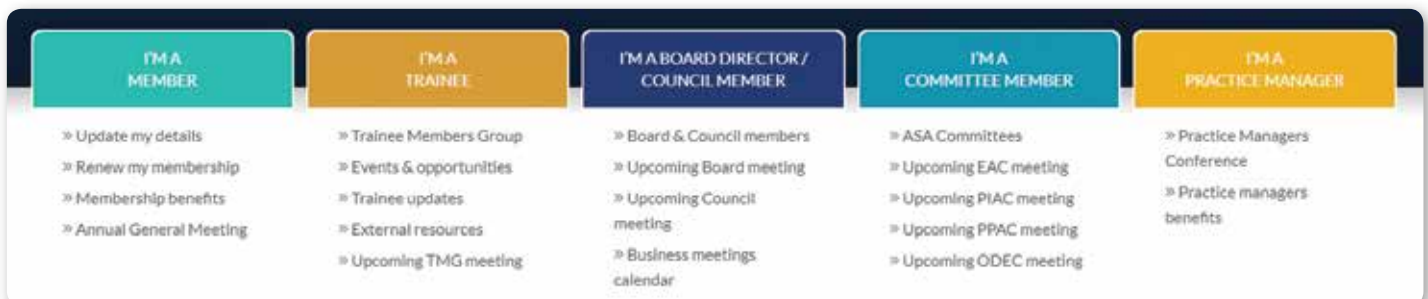 I'M A
MEMBER
» Update my details
» Renew my membership
» Membership benefits
» Annual General Meeting
I'M A
TRAINEE
» Trainee Members Group
» Events & opportunities
» Trainee updates
» External resources
» Upcoming TMG meeting
I'M A BOARD DIRECTOR /
COUNCIL MEMBER
» Board & Council members
» Upcoming Board meeting
» Upcoming Council
meeting
» Business meetings
calendar
I'M A
COMMITTEE MEMBER
» ASA Committees
» Upcoming EAC meeting
» Upcoming PIAC meeting
» Upcoming PPAC meeting
» Upcoming ODEC meeting
I'M A
PRACTICE MANAGER
» Practice Managers
Conference
» Practice managers
benefits